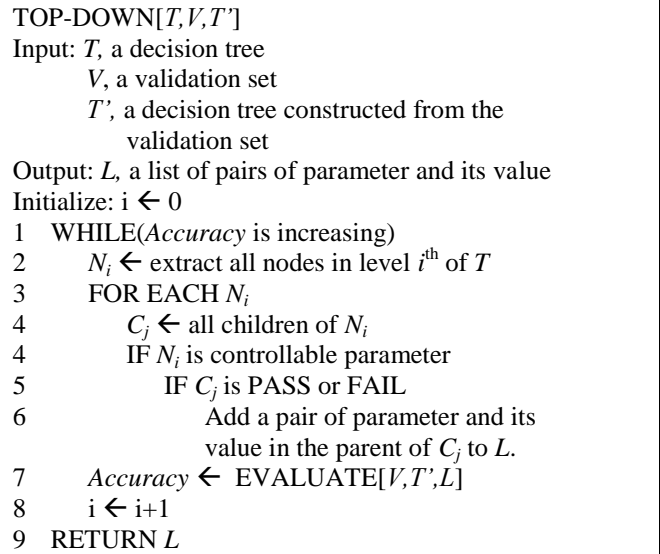 TOP-DOWN[T,V,T’]
Input: T, a decision tree
V, a validation set
T’, a decision tree constructed from the
validation set
Output: L, a list of pairs of parameter and its value
Initialize: i ← 0
1 WHILE(Accuracy is increasing)
2 Ni ← extract all nodes in level ith of T
3 FOR EACH Ni
4 Cj ← all children of Ni
4 IF Ni is controllable parameter
5 IF Cj is PASS or FAIL
6 Add a pair of parameter and its
value in the parent of Cj to L.
7 Accuracy ← EVALUATE[V,T’,L]
8 i ← i+1
9 RETURN L